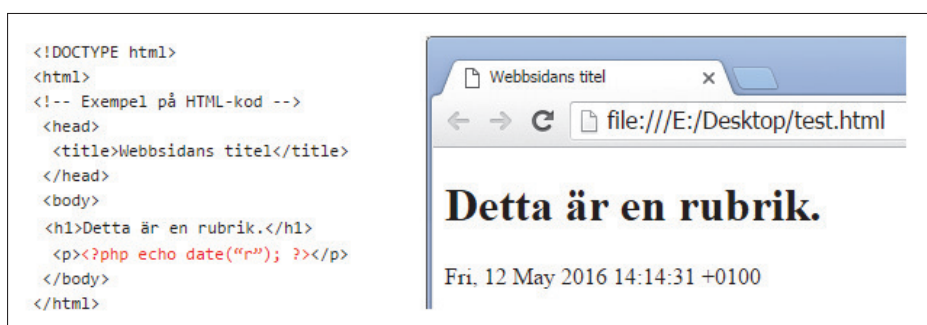 <!DOCTYPE html>
<html>
<!-- Exempel på HTML-kod -->
<head>
<title>Webbsidans titel</title>
</head>
<body>
<h1>Detta är en rubrik.</h1>
<p><?php echo date(“r”); ?></p>
</body>
</html>
Webbsidans titel
file:///E:/Desktop/test.html
Detta är en rubrik.
Fri, 12 May 2016 14:14:31 +0100